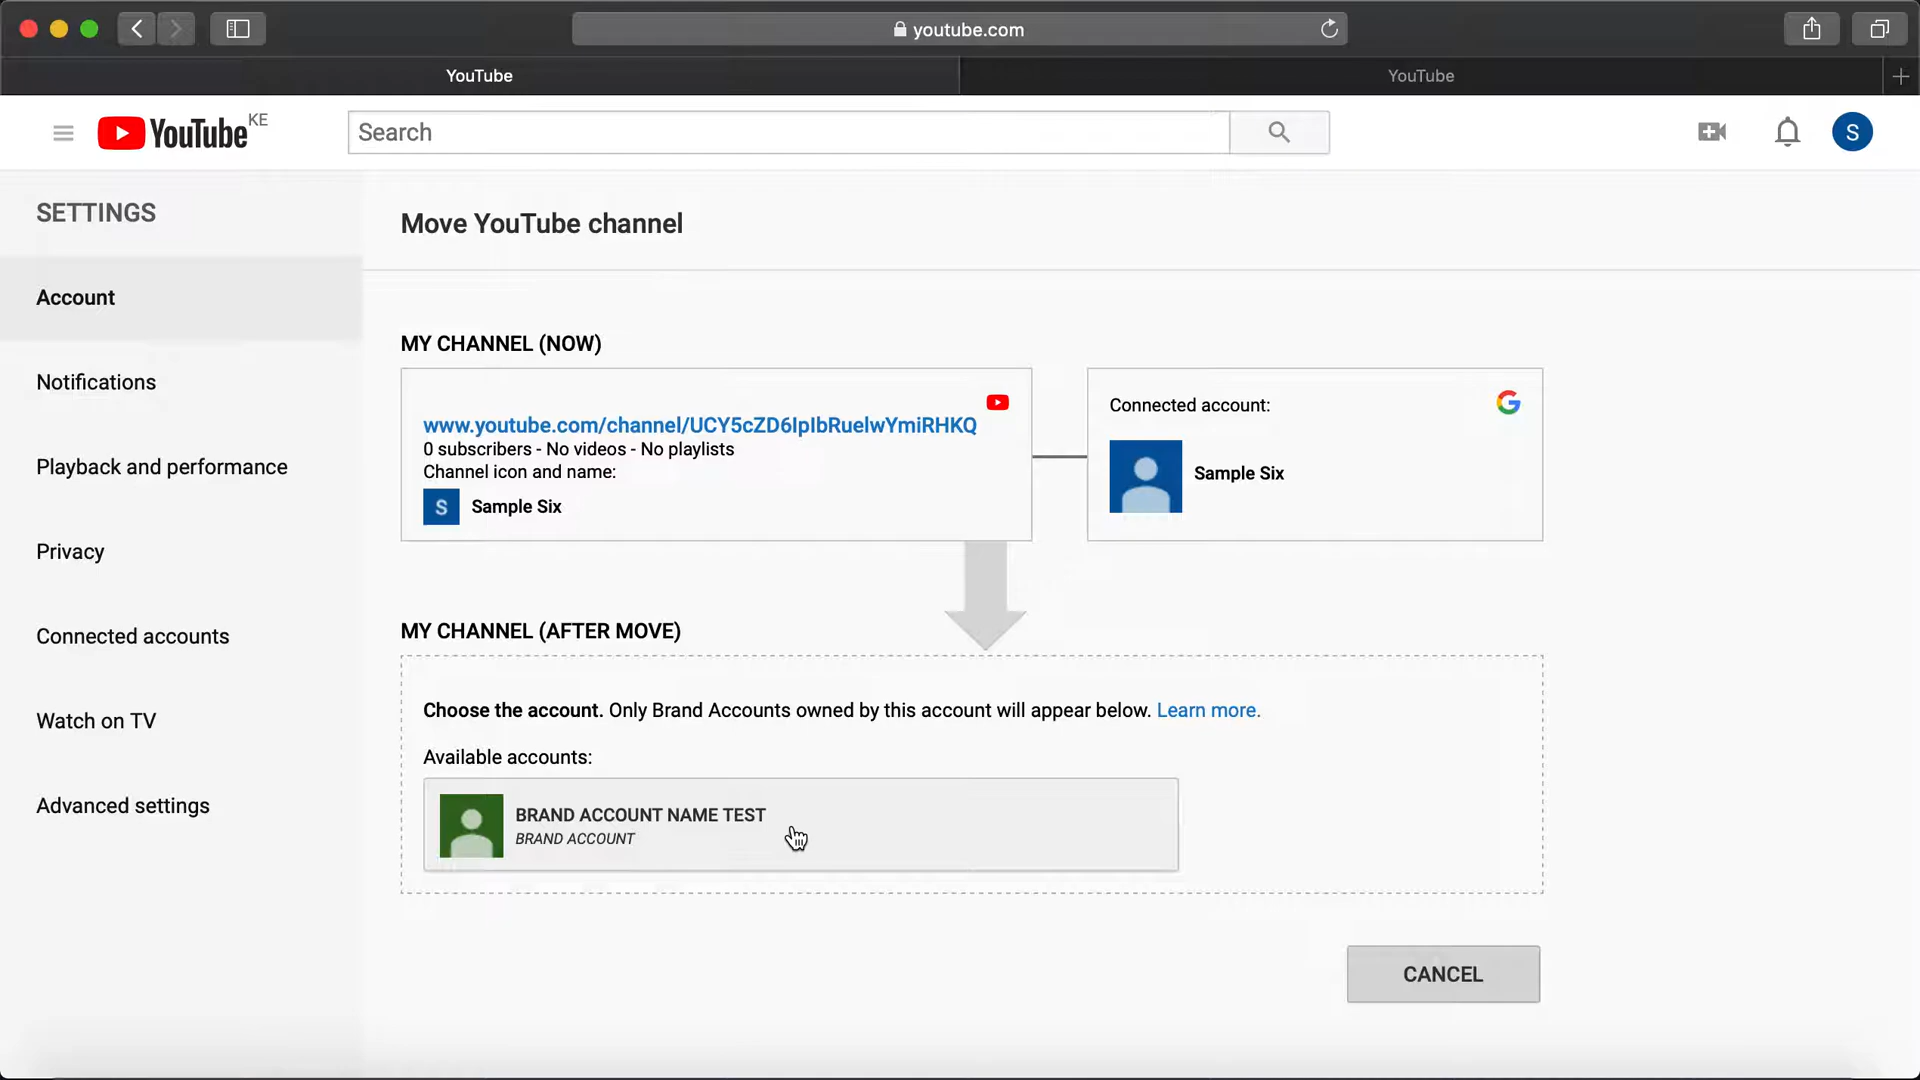 youtube.com
YouTube
YouTube
YouTube KE
Search
S
SETTINGS
Account
Notifications
Playback and performance
Privacy
Connected accounts
Watch on TV
Advanced settings
Move YouTube channel
MY CHANNEL (NOW)
www.youtube.com/channel/UCY5cZD6IpIbRuelwYmiRHKQ
0 subscribers - No videos - No playlists
Channel icon and name:
S Sample Six
Connected account:
Sample Six
MY CHANNEL (AFTER MOVE)
Choose the account. Only Brand Accounts owned by this account will appear below. Learn more.
Available accounts:
BRAND ACCOUNT NAME TEST
BRAND ACCOUNT
CANCEL